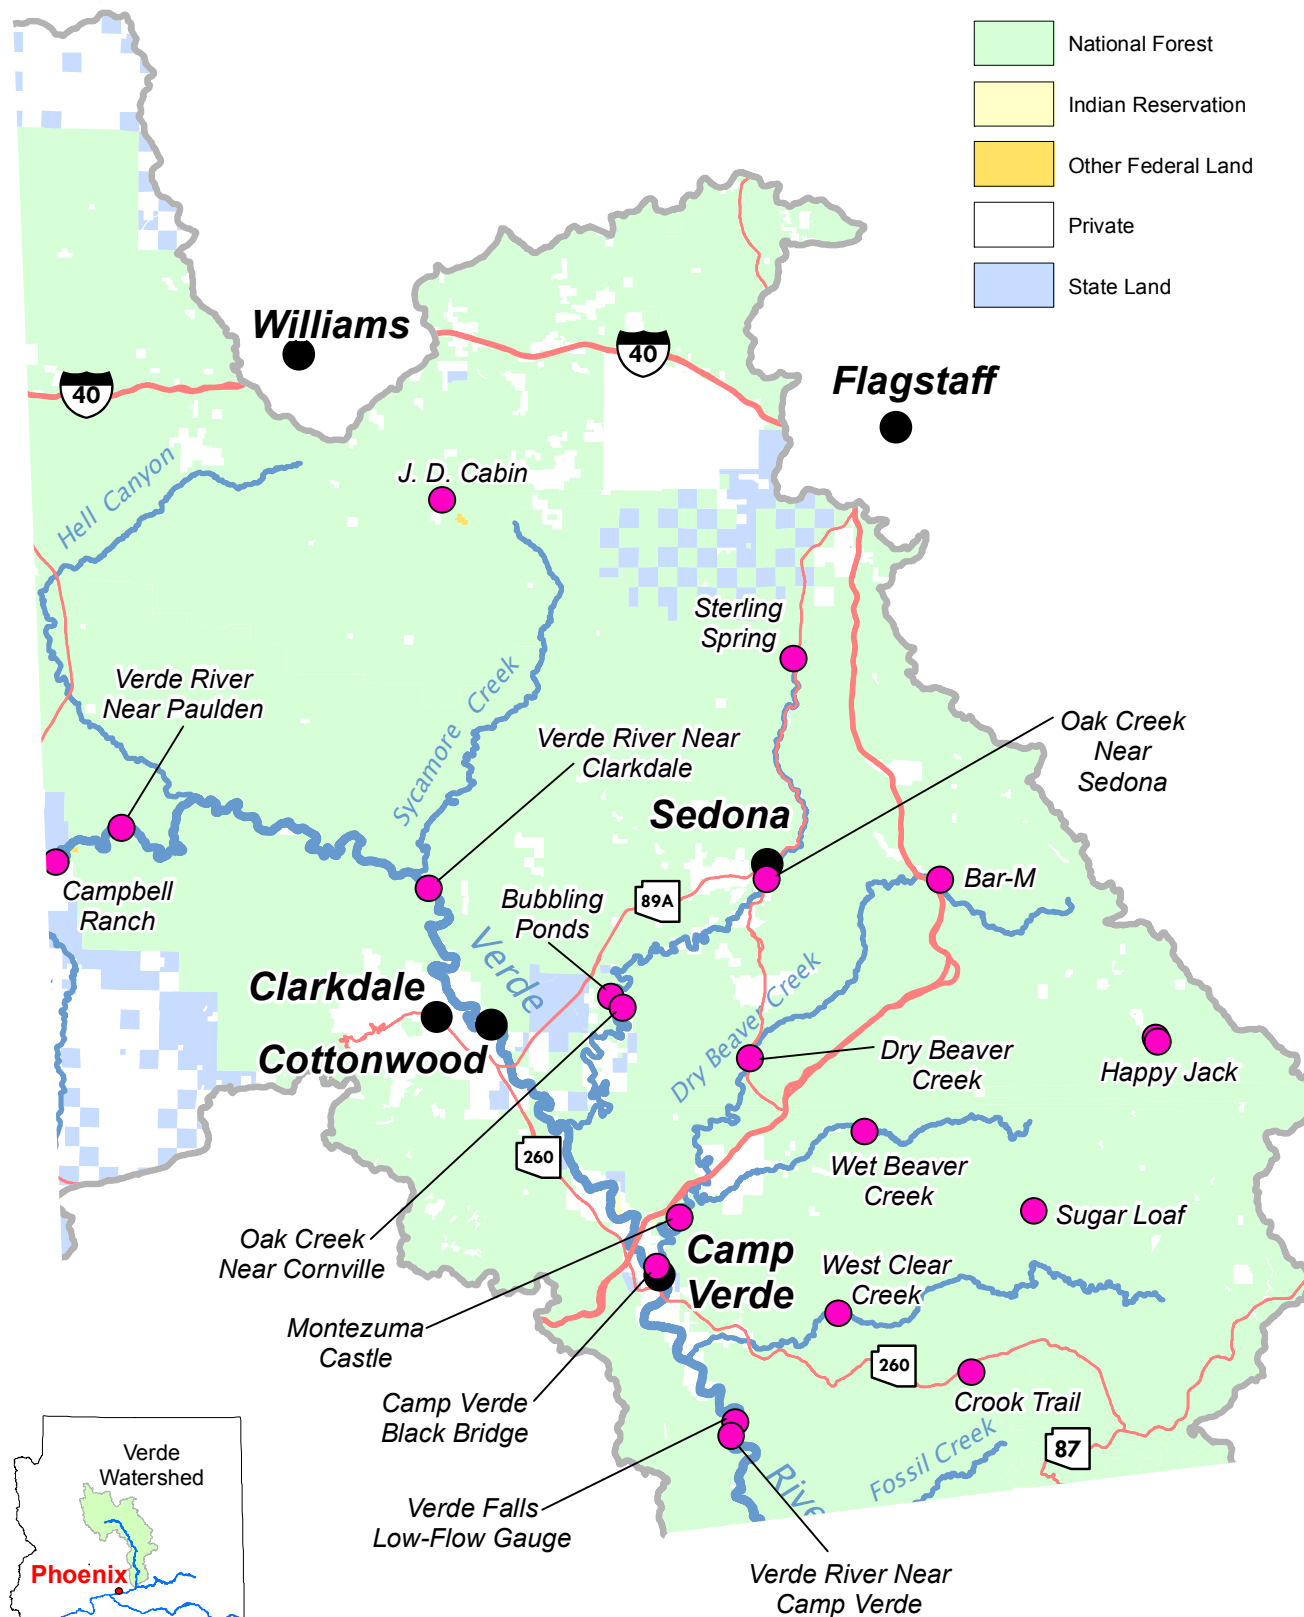 National Forest
Indian Reservation
Other Federal Land
Private
State Land
Williams
40
40
Flagstaff
Hell Canyon
J. D. Cabin
Sterling
Spring
Verde River
Near Paulden
Sycamore Creek
Verde River Near
Clarkdale
Oak Creek
Near
Sedona
Sedona
Campbell
Ranch
Bubbling
Ponds
89A
Bar-M
Verde
Clarkdale
Cottonwood
Dry Beaver Creek
Dry Beaver
Creek
Happy Jack
260
Wet Beaver
Creek
Sugar Loaf
Oak Creek
Near Cornville
Camp
Verde
West Clear
Creek
Montezuma
Castle
260
Crook Trail
Camp Verde
Black Bridge
87
Fossil Creek
Rive
Verde
Watershed
Phoenix
Verde Falls
Low-Flow Gauge
Verde River Near
Camp Verde